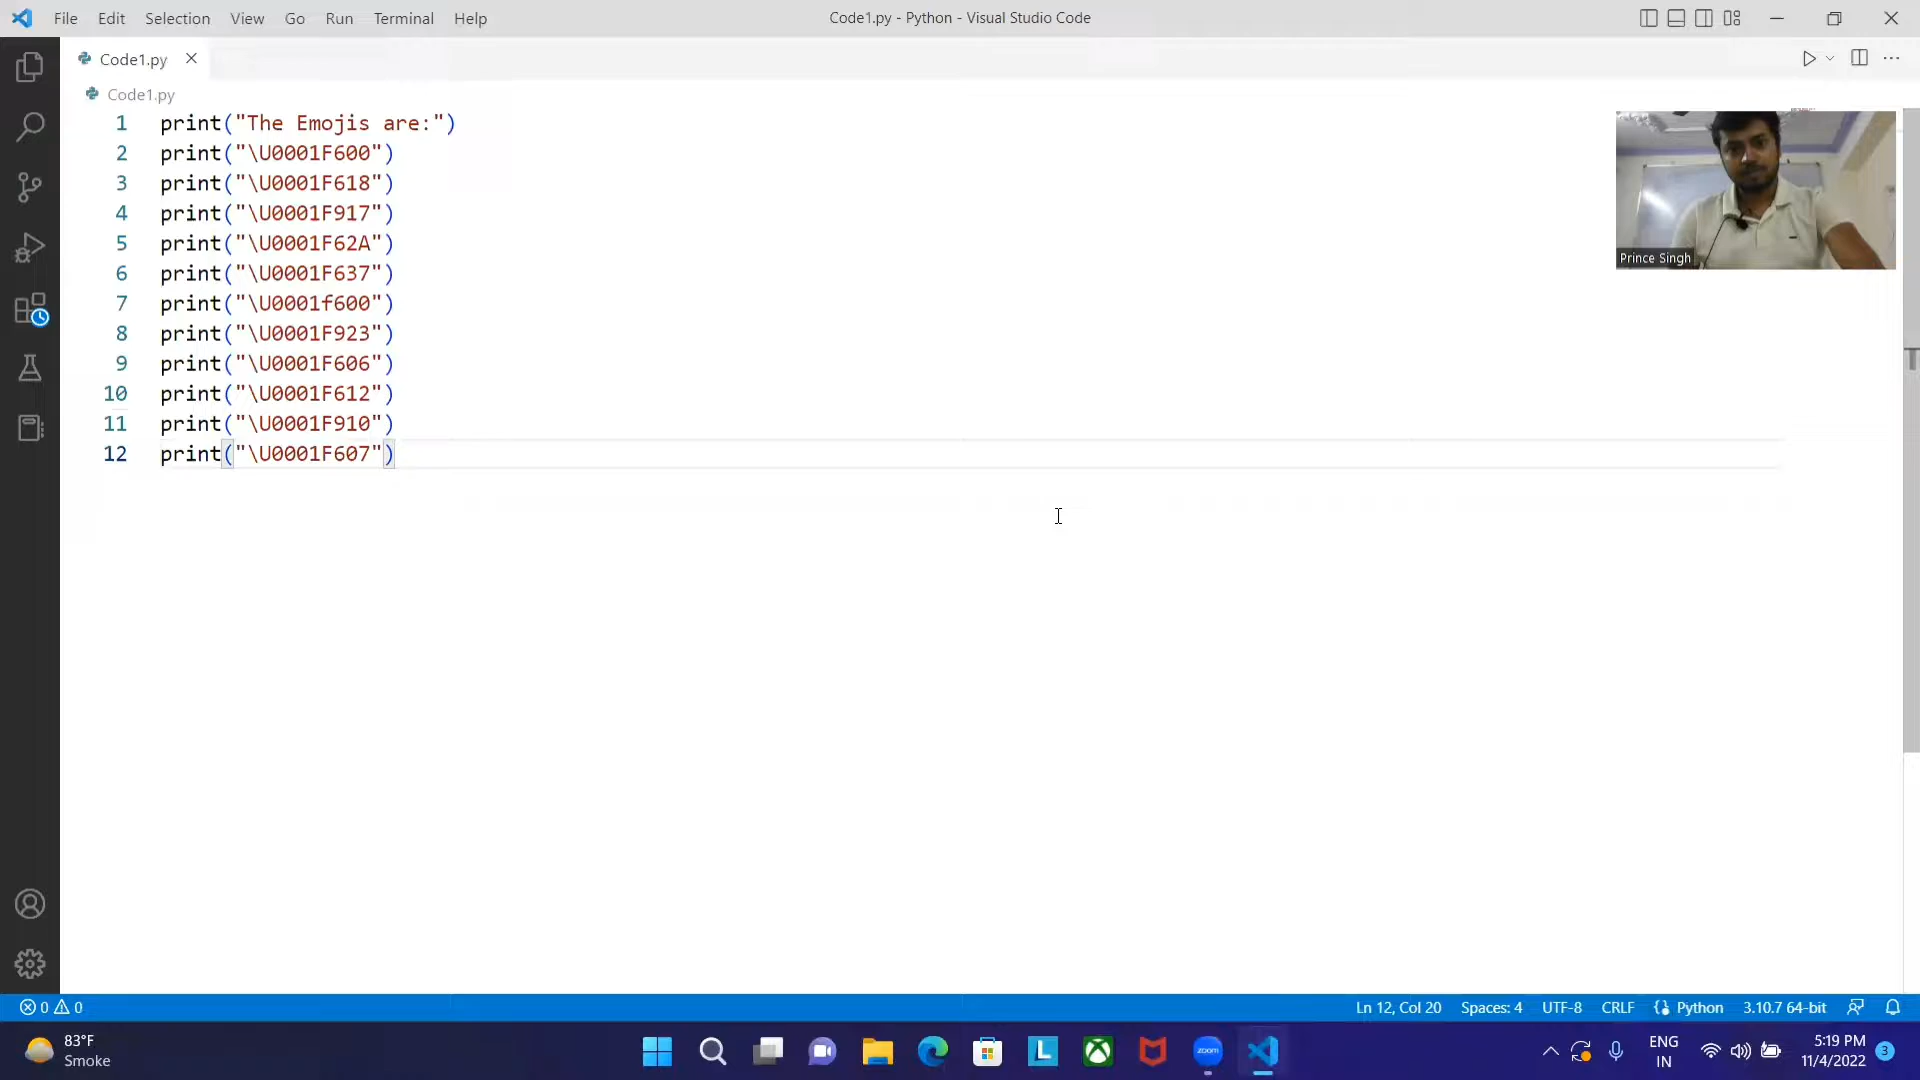 File Edit Selection View Go Run Terminal Help
Code1.py - Python - Visual Studio Code
Code1.py
Code1.py
1 print("The Emojis are:")
2 print("\U0001F600")
3 print("\U0001F618")
4 print("\U0001F917")
5 print("\U0001F62A")
6 print("\U0001F637")
7 print("\U0001f600")
8 print("\U0001F923")
9 print("\U0001F606")
10 print("\U0001F612")
11 print("\U0001F910")
12 print("\U0001F607")
Prince Singh
0 0
Ln 12, Col 20 Spaces: 4 UTF-8 CRLF Python 3.10.7 64-bit
83°F
Smoke
L
zoom
ENG
IN
5:19 PM
11/4/2022
3